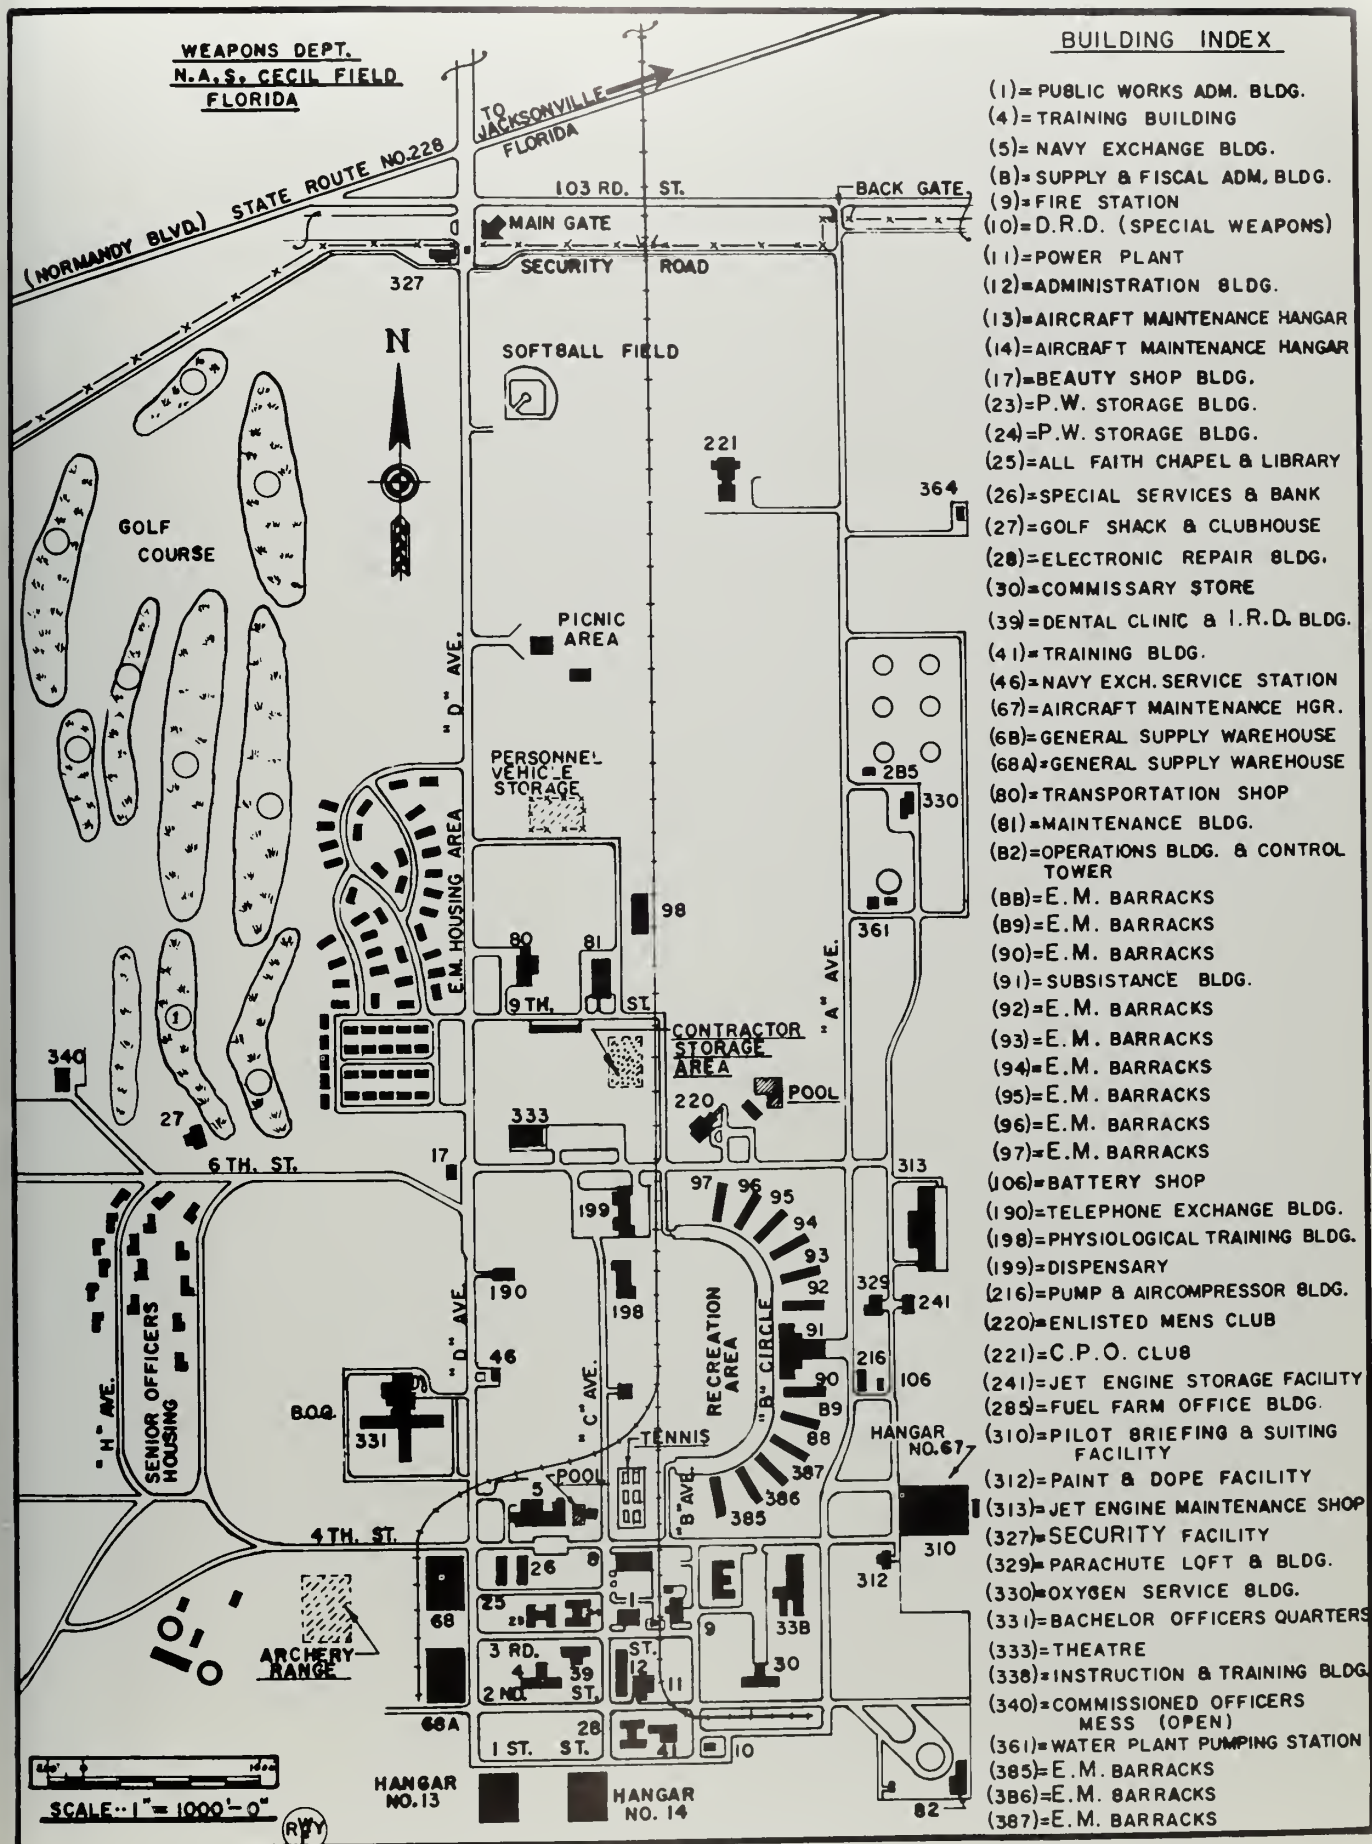 WEAPONS DEPT.
N.A.S. CECIL FIELD
FLORIDA
TO
JACKSONVILLE
FLORIDA
(NORMANDY BLVD.) STATE ROUTE NO.228
103 RD. ST.
BACK GATE
MAIN GATE
SECURITY ROAD
327
N
SOFTBALL FIELD
221
364
GOLF
COURSE
PICNIC
AREA
"D" AVE.
2B5
330
PERSONNEL
VEHICLE
STORAGE
E.M. HOUSING AREA
98
361
80
81
"A" AVE.
9 TH. ST.
CONTRACTOR
STORAGE
AREA
340
POOL
220
27
333
17
6 TH. ST.
313
97
96
95
94
93
92
91
90
B9
88
387
386
385
199
190
198
329
241
"D" AVE.
46
216
106
"C" AVE.
RECREATION
AREA
"B" CIRCLE
"H" AVE.
SENIOR OFFICERS
HOUSING
B.O.Q.
331
TENNIS
HANGAR
NO.67
POOL
5
"B" AVE.
4 TH. ST.
26
8
310
312
68
25
1
9
33B
ARCHERY
RANGE
3 RD. ST.
4
39
12
11
30
2 ND. ST.
68A
28
1 ST. ST.
41
10
82
HANGAR
NO.13
HANGAR
NO. 14
SCALE:- 1" = 1000'-0"
RWY
BUILDING INDEX
(1)= PUBLIC WORKS ADM. BLDG.
(4)= TRAINING BUILDING
(5)= NAVY EXCHANGE BLDG.
(B)= SUPPLY & FISCAL ADM. BLDG.
(9)= FIRE STATION
(10)= D.R.D. (SPECIAL WEAPONS)
(11)= POWER PLANT
(12)=ADMINISTRATION BLDG.
(13)=AIRCRAFT MAINTENANCE HANGAR
(14)=AIRCRAFT MAINTENANCE HANGAR
(17)=BEAUTY SHOP BLDG.
(23)=P.W. STORAGE BLDG.
(24)=P.W. STORAGE BLDG.
(25)=ALL FAITH CHAPEL & LIBRARY
(26)=SPECIAL SERVICES & BANK
(27)=GOLF SHACK & CLUBHOUSE
(28)=ELECTRONIC REPAIR BLDG.
(30)=COMMISSARY STORE
(39)=DENTAL CLINIC & I.R.D. BLDG.
(41)=TRAINING BLDG.
(46)=NAVY EXCH. SERVICE STATION
(67)=AIRCRAFT MAINTENANCE HGR.
(6B)=GENERAL SUPPLY WAREHOUSE
(68A)=GENERAL SUPPLY WAREHOUSE
(80)=TRANSPORTATION SHOP
(81)=MAINTENANCE BLDG.
(B2)=OPERATIONS BLDG. & CONTROL
TOWER
(BB)=E.M. BARRACKS
(B9)=E.M. BARRACKS
(90)=E.M. BARRACKS
(91)=SUBSISTANCE BLDG.
(92)=E.M. BARRACKS
(93)=E.M. BARRACKS
(94)=E.M. BARRACKS
(95)=E.M. BARRACKS
(96)=E.M. BARRACKS
(97)=E.M. BARRACKS
(106)=BATTERY SHOP
(190)=TELEPHONE EXCHANGE BLDG.
(198)=PHYSIOLOGICAL TRAINING BLDG.
(199)=DISPENSARY
(216)=PUMP & AIRCOMPRESSOR BLDG.
(220)=ENLISTED MENS CLUB
(221)=C.P.O. CLUB
(241)=JET ENGINE STORAGE FACILITY
(285)=FUEL FARM OFFICE BLDG.
(310)=PILOT BRIEFING & SUITING
FACILITY
(312)=PAINT & DOPE FACILITY
(313)=JET ENGINE MAINTENANCE SHOP
(327)=SECURITY FACILITY
(329)=PARACHUTE LOFT & BLDG.
(330)=OXYGEN SERVICE BLDG.
(331)=BACHELOR OFFICERS QUARTERS
(333)=THEATRE
(338)=INSTRUCTION & TRAINING BLDG.
(340)=COMMISSIONED OFFICERS
MESS (OPEN)
(361)=WATER PLANT PUMPING STATION
(385)=E.M. BARRACKS
(3B6)=E.M. BARRACKS
(387)=E.M. BARRACKS